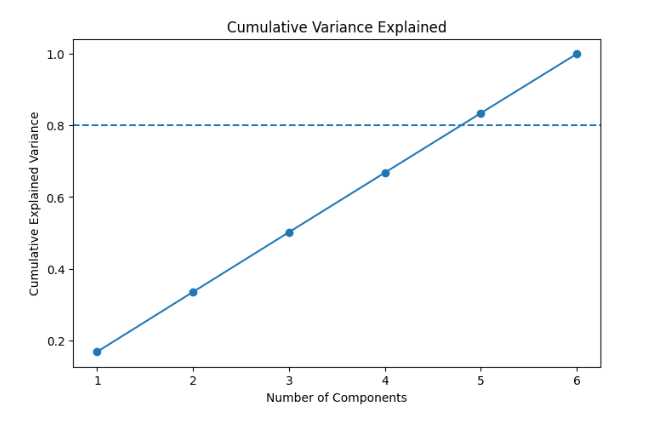 Cumulative Variance Explained
Cumulative Explained Variance
1.0
0.8
0.6
0.4
0.2
1 2 3 4 5 6
Number of Components